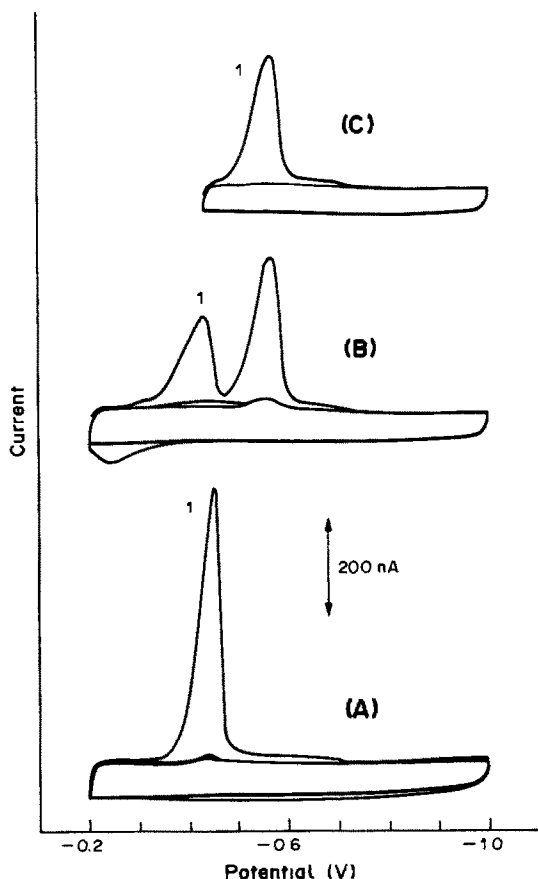 1
(C)
1
(B)
1
200 nA
(A)
Current
-0.2
-0.6
-1.0
Potential (V)